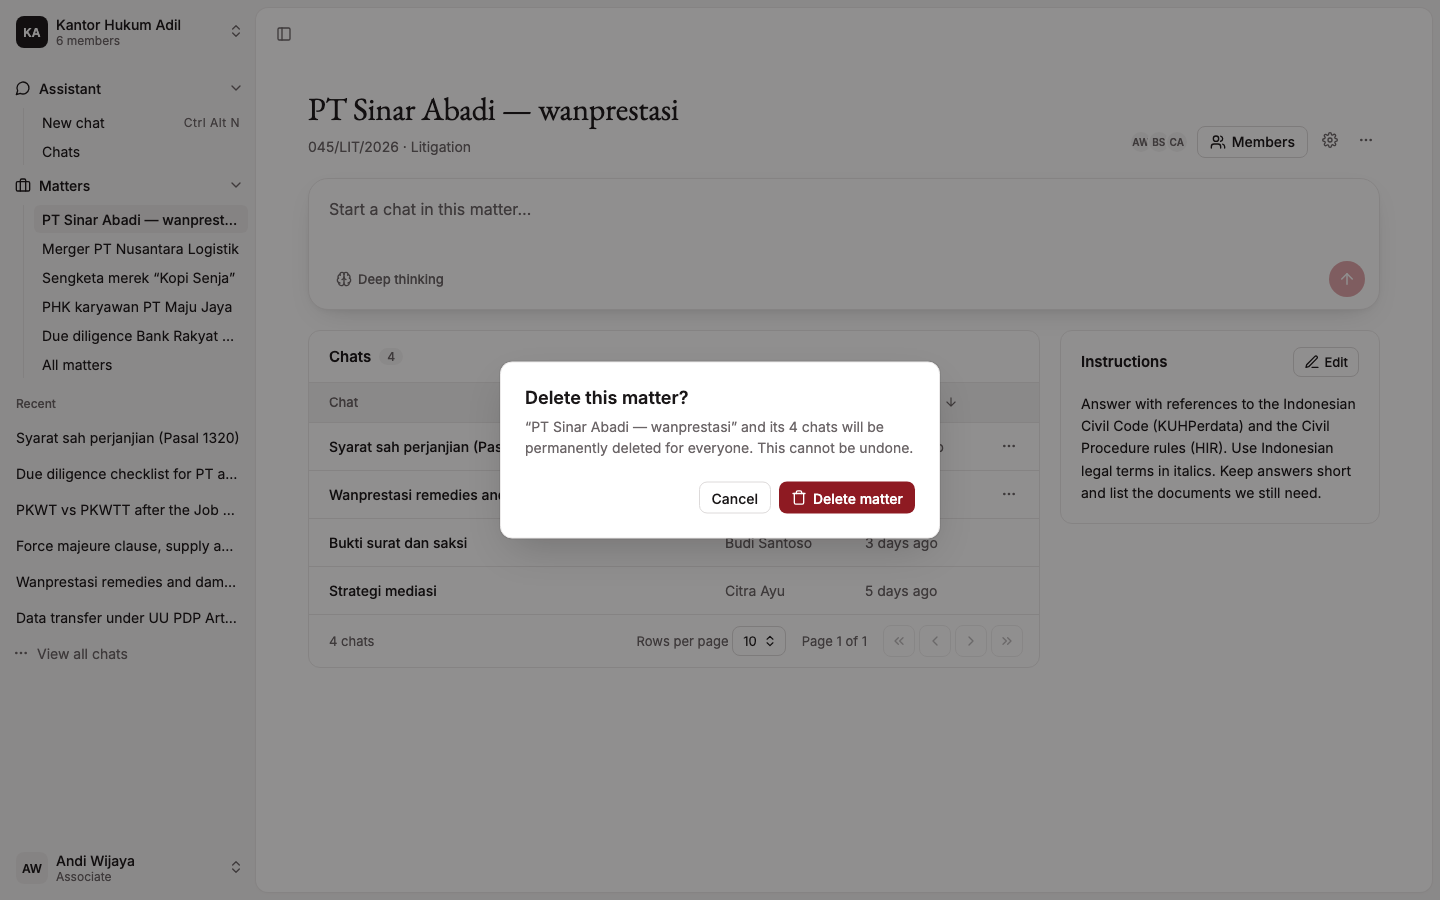 KA
Kantor Hukum Adil
6 members
Assistant
New chat
Ctrl Alt N
Chats
Matters
PT Sinar Abadi — wanprest...
Merger PT Nusantara Logistik
Sengketa merek “Kopi Senja”
PHK karyawan PT Maju Jaya
Due diligence Bank Rakyat ...
All matters
Recent
Syarat sah perjanjian (Pasal 1320)
Due diligence checklist for PT a...
PKWT vs PKWTT after the Job ...
Force majeure clause, supply a...
Wanprestasi remedies and dam...
Data transfer under UU PDP Art...
View all chats
AW
Andi Wijaya
Associate
PT Sinar Abadi — wanprestasi
045/LIT/2026 · Litigation
AW BS CA
Members
Start a chat in this matter...
Deep thinking
Chats 4
Chat
Syarat sah perjanjian (Pas
Wanprestasi remedies an
Bukti surat dan saksi
Budi Santoso
3 days ago
Strategi mediasi
Citra Ayu
5 days ago
4 chats
Rows per page 10
Page 1 of 1
Instructions
Edit
Answer with references to the Indonesian
Civil Code (KUHPerdata) and the Civil
Procedure rules (HIR). Use Indonesian
legal terms in italics. Keep answers short
and list the documents we still need.
Delete this matter?
“PT Sinar Abadi — wanprestasi” and its 4 chats will be
permanently deleted for everyone. This cannot be undone.
Cancel
Delete matter